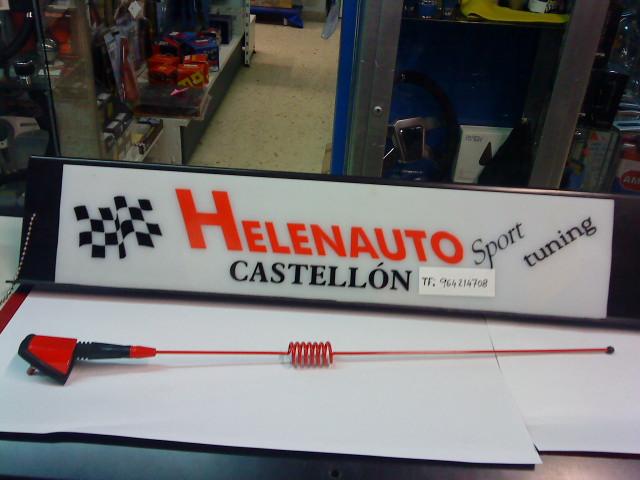 HELENAUTO Sport tuning
CASTELLÓN TF. 964214708